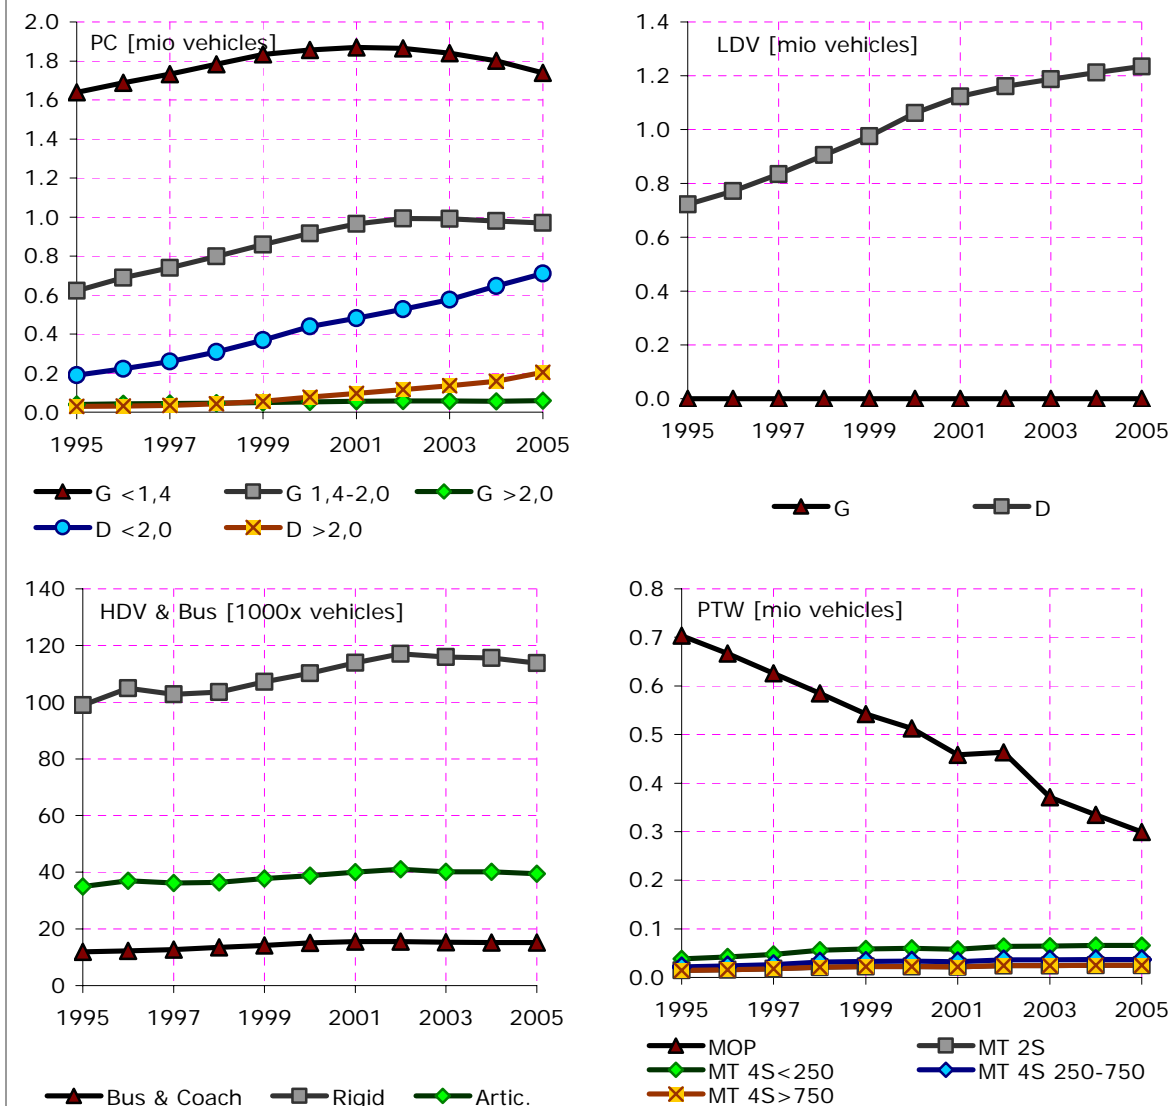 PC [mio vehicles]
2.0
1.8
1.6
1.4
1.2
1.0
0.8
0.6
0.4
0.2
0.0
1995 1997 1999 2001 2003 2005
G <1,4 G 1,4-2,0 G >2,0
D <2,0 D >2,0
LDV [mio vehicles]
1.4
1.2
1.0
0.8
0.6
0.4
0.2
0.0
1995 1997 1999 2001 2003 2005
G D
HDV & Bus [1000x vehicles]
140
120
100
80
60
40
20
0
1995 1997 1999 2001 2003 2005
Bus & Coach Rigid Artic.
PTW [mio vehicles]
0.8
0.7
0.6
0.5
0.4
0.3
0.2
0.1
0.0
1995 1997 1999 2001 2003 2005
MOP MT 2S
MT 4S<250 MT 4S 250-750
MT 4S>750